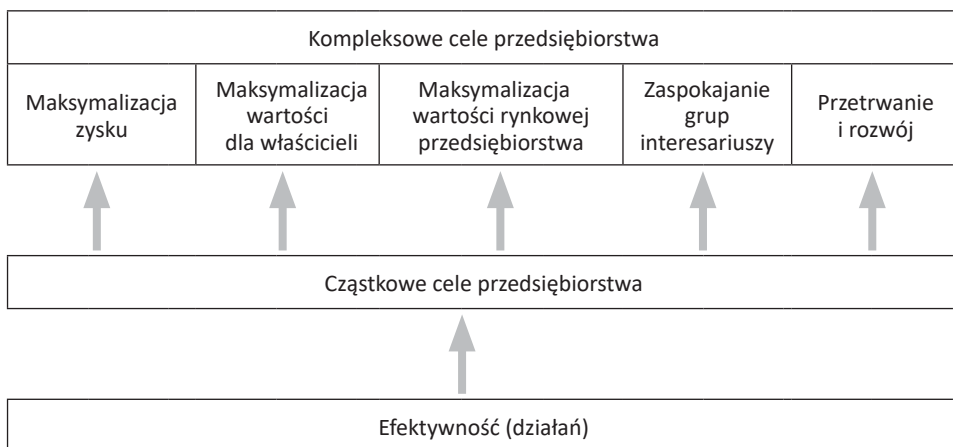 Kompleksowe cele przedsiębiorstwa
Maksymalizacja
zysku
Maksymalizacja
wartości
dla właścicieli
Maksymalizacja
wartości rynkowej
przedsiębiorstwa
Zaspokajanie
grup
interesariuszy
Przetrwanie
i rozwój
Cząstkowe cele przedsiębiorstwa
Efektywność (działań)